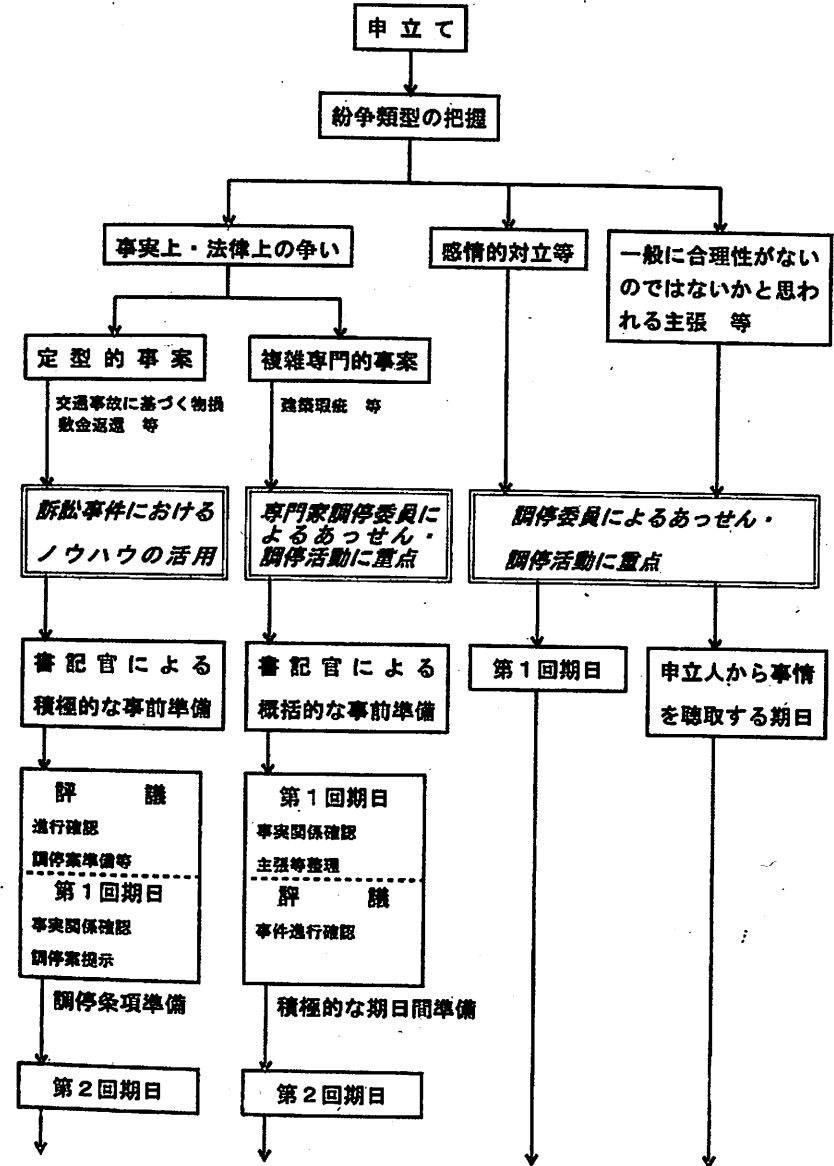 申立て
紛争類型の把握
事実上・法律上の争い
感情的対立等
一般に合理性がない
のではないかと思わ
れる主張　等
定型的事案
複雑専門的事案
交通事故に基づく物損
敷金返還　等
建築瑕疵　等
訴訟事件における
ノウハウの活用
専門家調停委員に
よるあっせん・
調停活動に重点
調停委員によるあっせん・
調停活動に重点
書記官による
積極的な事前準備
書記官による
概括的な事前準備
第１回期日
申立人から事情
を聴取する期日
評　議
進行確認
調停案準備等
第１回期日
事実関係確認
調停案提示
第１回期日
事実関係確認
主張等整理
評　議
事件進行確認
調停条項準備
積極的な期日間準備
第２回期日
第２回期日